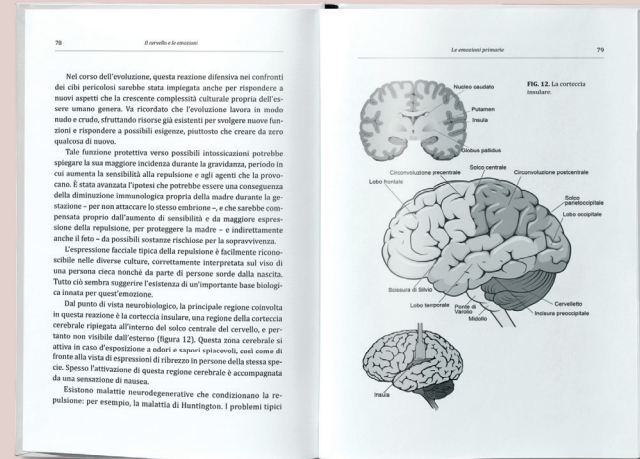 78
Il cervello e le emozioni
Nel corso dell'evoluzione, questa reazione difensiva nei confronti
dei cibi pericolosi sarebbe stata impiegata anche per rispondere a
nuovi aspetti che la crescente complessità culturale propria dell'es-
sere umano genera. Va ricordato che l'evoluzione lavora in modo
nudo e crudo, sfruttando risorse già esistenti per svolgere nuove fun-
zioni e rispondere a possibili esigenze, piuttosto che creare da zero
qualcosa di nuovo.
Tale funzione protettiva verso possibili intossicazioni potrebbe
spiegare la sua maggiore incidenza durante la gravidanza, periodo in
cui aumenta la sensibilità alla repulsione e agli agenti che la provo-
cano. È stata avanzata l'ipotesi che potrebbe essere una conseguenza
della diminuzione immunologica propria della madre durante la ge-
stazione – per non attaccare lo stesso embrione –, e che sarebbe com-
pensata proprio dall'aumento di sensibilità e da maggiore espres-
sione della repulsione, per proteggere la madre – e indirettamente
anche il feto – da possibili sostanze rischiose per la sopravvivenza.
L'espressione facciale tipica della repulsione è facilmente ricono-
scibile nelle diverse culture, correttamente interpretata sul viso di
una persona cieca nonché da parte di persone sorde dalla nascita.
Tutto ciò sembra suggerire l'esistenza di un'importante base biologi-
ca innata per quest'emozione.
Dal punto di vista neurobiologico, la principale regione coinvolta
in questa reazione è la corteccia insulare, una regione della corteccia
cerebrale ripiegata all'interno del solco centrale del cervello, e per-
tanto non visibile dall'esterno (figura 12). Questa zona cerebrale si
attiva in caso d'esposizione a odori e sapori spiacevoli, così come di
fronte alla vista di espressioni di ribrezzo in persone della stessa spe-
cie. Spesso l'attivazione di questa regione cerebrale è accompagnata
da una sensazione di nausea.
Esistono malattie neurodegenerative che condizionano la re-
pulsione: per esempio, la malattia di Huntington. I problemi tipici
Le emozioni primarie
79
FIG. 12. La corteccia
insulare.
Nucleo caudato
Putamen
Insula
Globus pallidus
Solco centrale
Circonvoluzione precentrale
Circonvoluzione postcentrale
Lobo frontale
Solco
parietoccipitale
Lobo occipitale
Scissura di Silvio
Lobo temporale
Ponte di
Varolio
Midollo
Cervelletto
Incisura preoccipitale
Insula